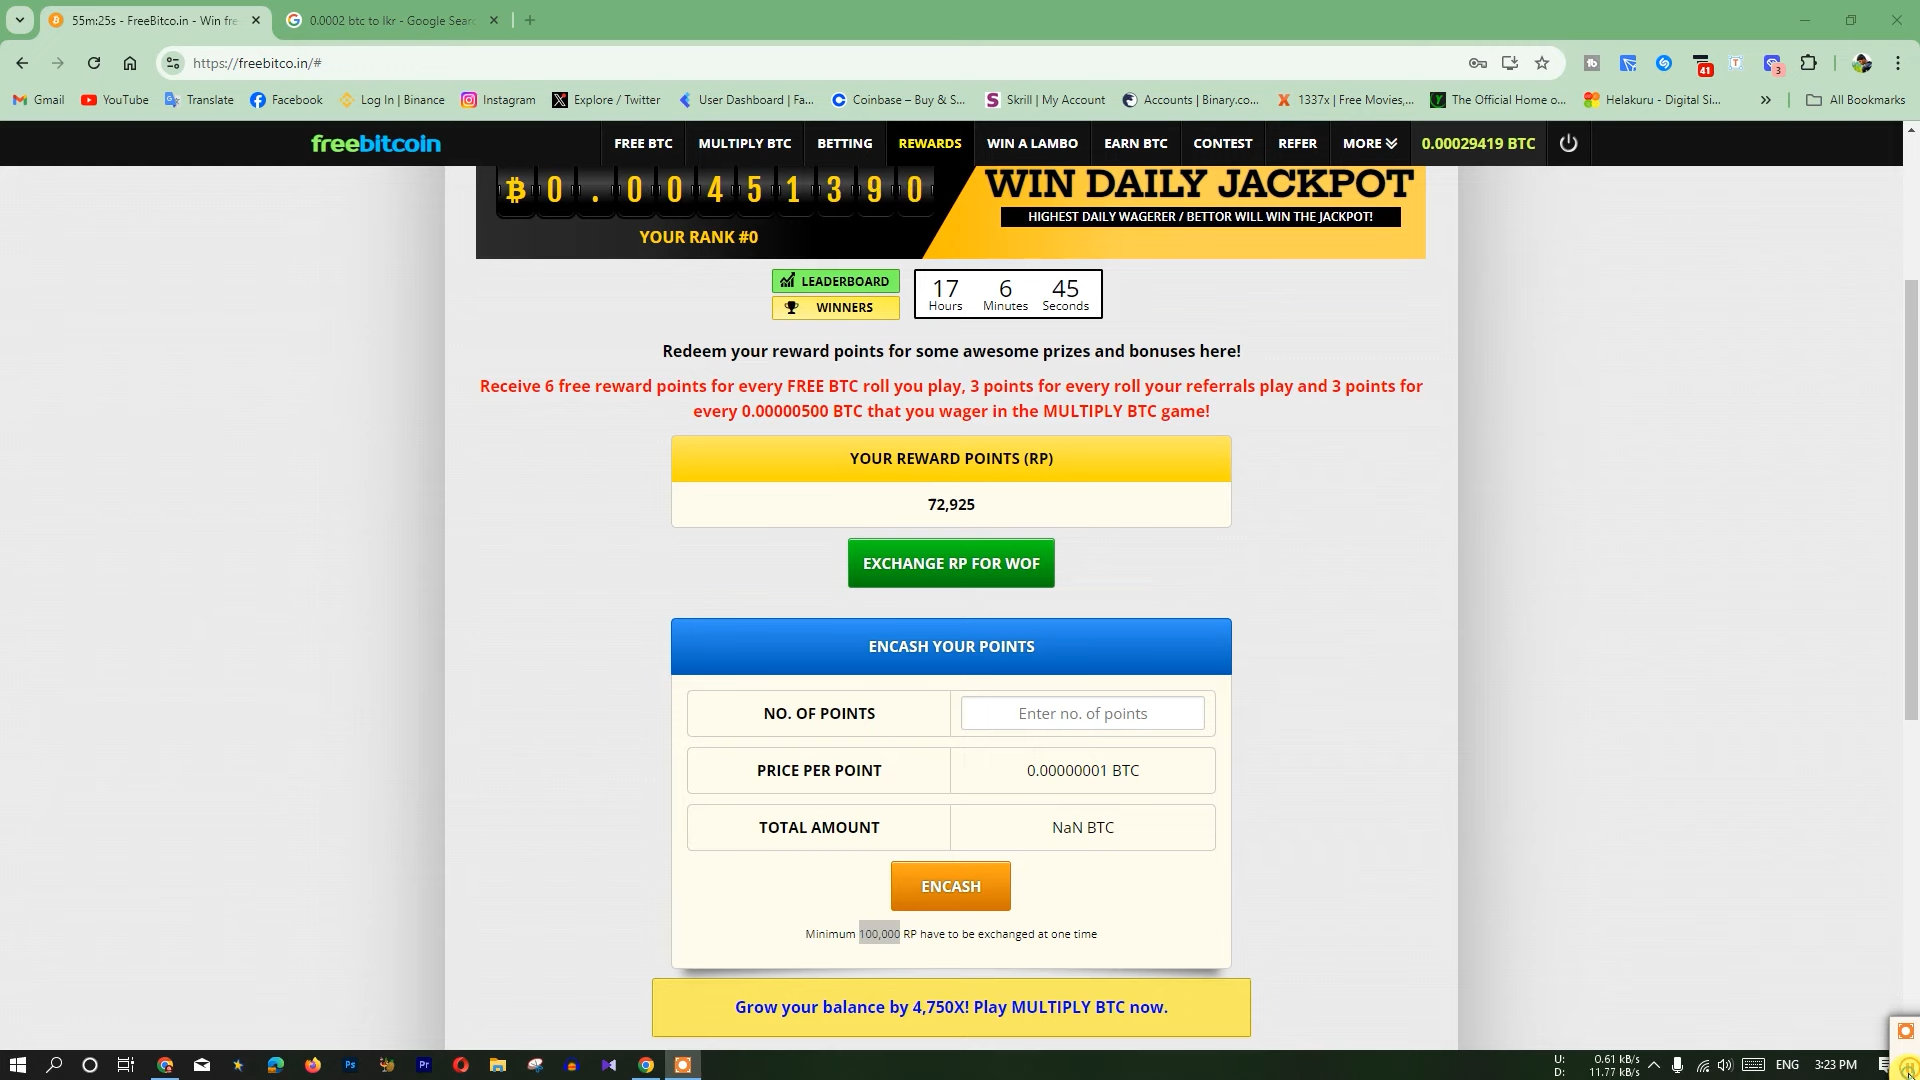 55m:25s - FreeBitco.in - Win fre
0.0002 btc to lkr - Google Searc
https://freebitco.in/#
41
3
Gmail
YouTube
Translate
Facebook
Log In | Binance
Instagram
Explore / Twitter
User Dashboard | Fa...
Coinbase – Buy & S...
Skrill | My Account
Accounts | Binary.co...
1337x | Free Movies,...
The Official Home o...
Helakuru - Digital Si...
All Bookmarks
freebitcoin
FREE BTC
MULTIPLY BTC
BETTING
REWARDS
WIN A LAMBO
EARN BTC
CONTEST
REFER
MORE
0.00029419 BTC
0.00451390
YOUR RANK #0
WIN DAILY JACKPOT
HIGHEST DAILY WAGERER / BETTOR WILL WIN THE JACKPOT!
LEADERBOARD
WINNERS
17 6 45
Hours Minutes Seconds
Redeem your reward points for some awesome prizes and bonuses here!
Receive 6 free reward points for every FREE BTC roll you play, 3 points for every roll your referrals play and 3 points for
every 0.00000500 BTC that you wager in the MULTIPLY BTC game!
YOUR REWARD POINTS (RP)
72,925
EXCHANGE RP FOR WOF
ENCASH YOUR POINTS
NO. OF POINTS
Enter no. of points
PRICE PER POINT
0.00000001 BTC
TOTAL AMOUNT
NaN BTC
ENCASH
Minimum 100,000 RP have to be exchanged at one time
Grow your balance by 4,750X! Play MULTIPLY BTC now.
Ps
Pr
U: 0.61 kB/s
D: 11.77 kB/s
ENG
3:23 PM